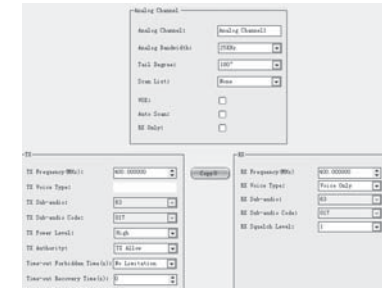 Analog Channel
Analog Channel: Analog Channel1
Analog Bandwidth: 25KHz
Tail Degree: 180°
Scan List: None
VOX:
Auto Scan:
RX Only:
TX
TX Frequency(MHz): 400.000000
TX Voice Type:
TX Sub-audio: 63
TX Sub-audio Code: 017
TX Power Level: High
TX Authority: TX Allow
Time-out Forbidden Time(s): No Limitation
Time-out Recovery Time(s): 0
Copy
RX
RX Frequency(MHz): 400.000000
RX Voice Type: Voice Only
RX Sub-audio: 63
RX Sub-audio Code: 017
RX Squelch Level: 1